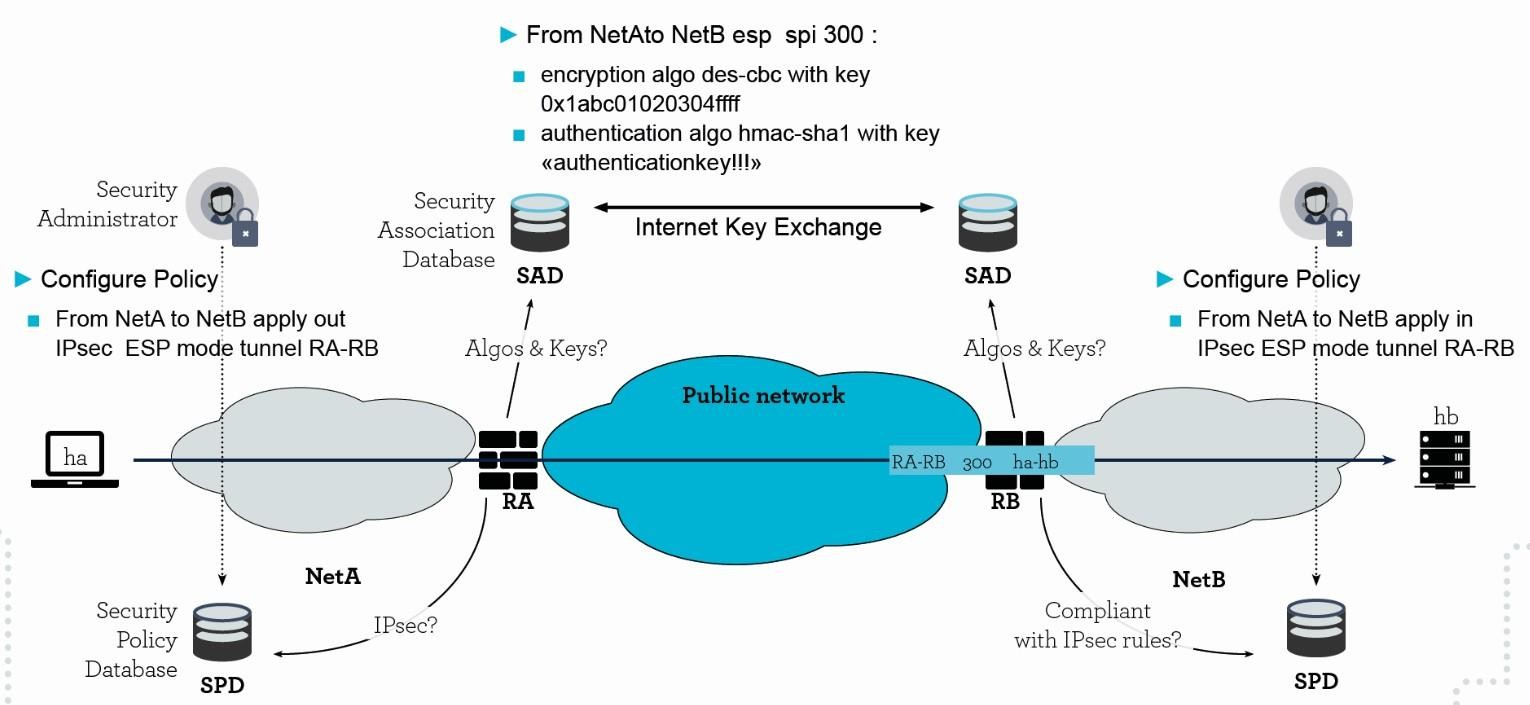 From NetAto NetB esp spi 300 :
encryption algo des-cbc with key
0x1abc01020304ffff
authentication algo hmac-sha1 with key
«authenticationkey!!!»
Security
Administrator
Security
Association
Database
SAD
Internet Key Exchange
SAD
Configure Policy
From NetA to NetB apply out
IPsec ESP mode tunnel RA-RB
Configure Policy
From NetA to NetB apply in
IPsec ESP mode tunnel RA-RB
Algos & Keys?
Algos & Keys?
Public network
ha
hb
RA-RB 300 ha-hb
RA
RB
NetA
NetB
Security
Policy
Database
SPD
IPsec?
Compliant
with IPsec rules?
SPD